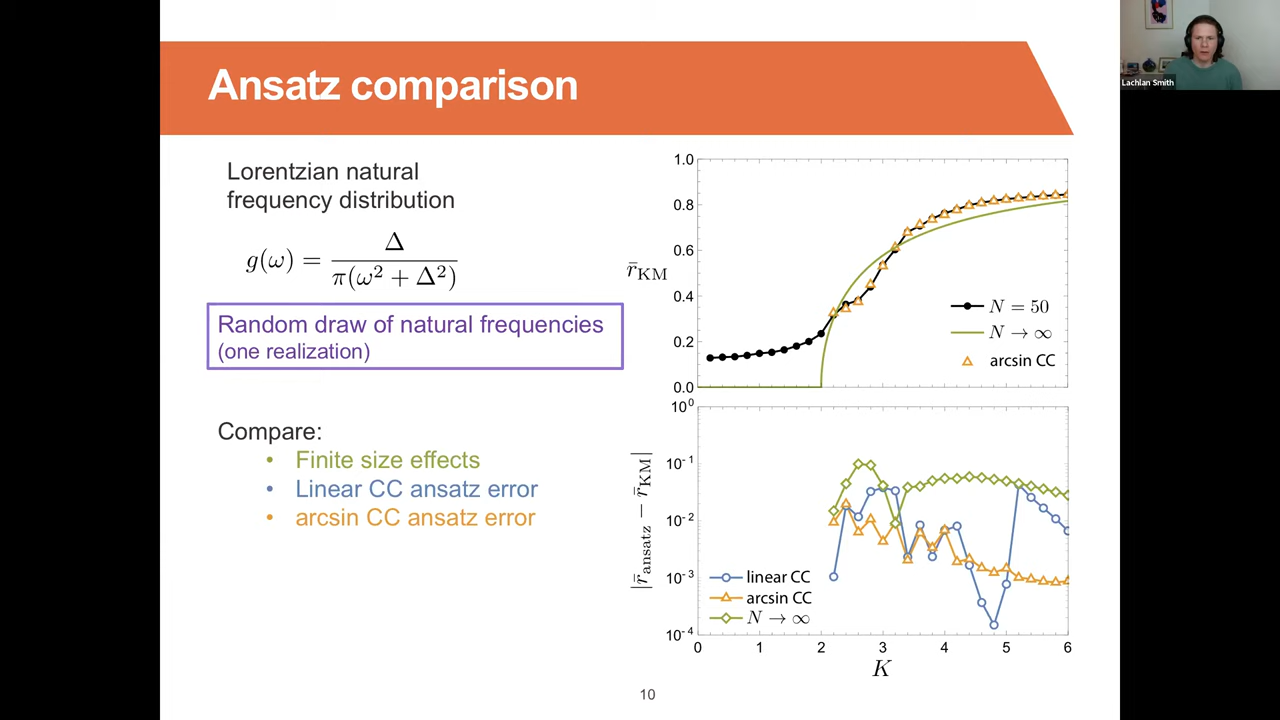 Ansatz comparison
Lachlan Smith
Lorentzian natural
frequency distribution
g(ω) = Δ / π(ω² + Δ²)
Random draw of natural frequencies
(one realization)
Compare:
• Finite size effects
• Linear CC ansatz error
• arcsin CC ansatz error
1.0
0.8
0.6
0.4
0.2
0.0
r̄KM
N = 50
N → ∞
arcsin CC
10⁰
10⁻¹
10⁻²
10⁻³
10⁻⁴
|r̄ansatz − r̄KM|
linear CC
arcsin CC
N → ∞
0 1 2 3 4 5 6
K
10